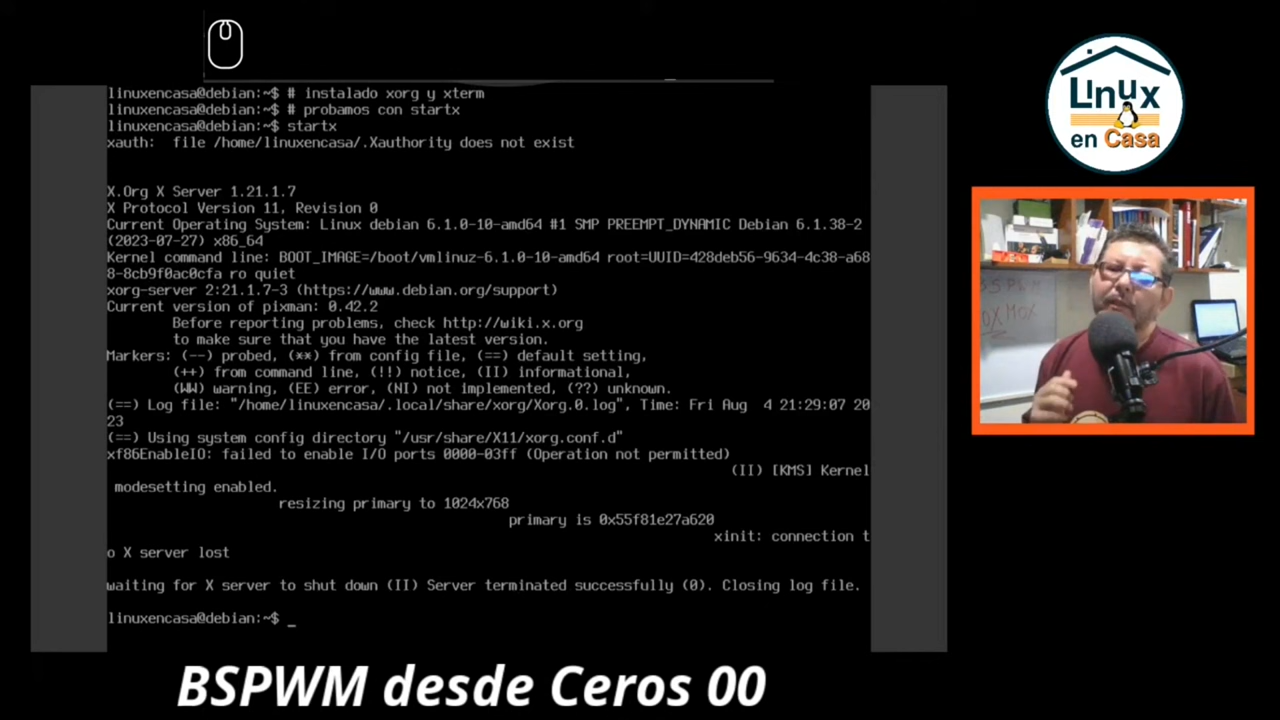 linuxencasa@debian:~$ # instalado xorg y xterm
linuxencasa@debian:~$ # probamos con startx
linuxencasa@debian:~$ startx
xauth:  file /home/linuxencasa/.Xauthority does not exist
X.Org X Server 1.21.1.7
X Protocol Version 11, Revision 0
Current Operating System: Linux debian 6.1.0-10-amd64 #1 SMP PREEMPT_DYNAMIC Debian 6.1.38-2
(2023-07-27) x86_64
Kernel command line: BOOT_IMAGE=/boot/vmlinuz-6.1.0-10-amd64 root=UUID=428deb56-9634-4c38-a68
8-8cb9f0ac0cfa ro quiet
xorg-server 2:21.1.7-3 (https://www.debian.org/support)
Current version of pixman: 0.42.2
Before reporting problems, check http://wiki.x.org
to make sure that you have the latest version.
Markers: (--) probed, (**) from config file, (==) default setting,
(++) from command line, (!!) notice, (II) informational,
(WW) warning, (EE) error, (NI) not implemented, (??) unknown.
(==) Log file: "/home/linuxencasa/.local/share/xorg/Xorg.0.log", Time: Fri Aug  4 21:29:07 20
23
(==) Using system config directory "/usr/share/X11/xorg.conf.d"
xf86EnableIO: failed to enable I/O ports 0000-03ff (Operation not permitted)
(II) [KMS] Kernel
modesetting enabled.
resizing primary to 1024x768
primary is 0x55f81e27a620
xinit: connection t
o X server lost
waiting for X server to shut down (II) Server terminated successfully (0). Closing log file.
linuxencasa@debian:~$ _
LInux
en Casa
BSPWM desde Ceros 00